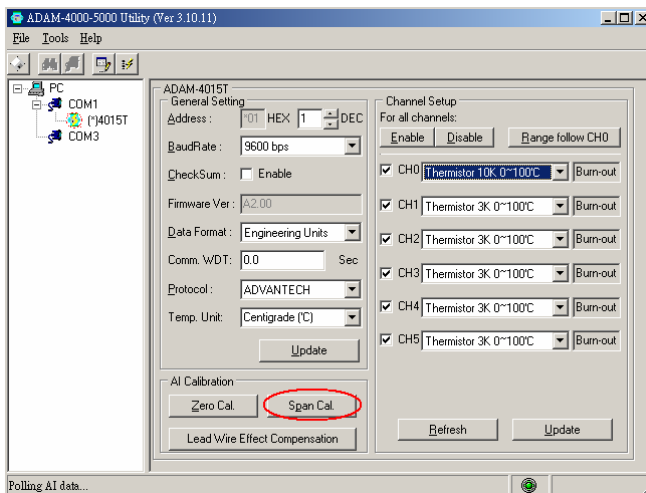 ADAM-4000-5000 Utility (Ver 3.10.11)
File Tools Help
PC
COM1
(*)4015T
COM3
ADAM-4015T
General Setting
Address : *01 HEX 1 DEC
BaudRate : 9600 bps
CheckSum : Enable
Firmware Ver : A2.00
Data Format : Engineering Units
Comm. WDT: 0.0 Sec
Protocol : ADVANTECH
Temp. Unit: Centigrade (°C)
Update
AI Calibration
Zero Cal. Span Cal.
Lead Wire Effect Compensation
Channel Setup
For all channels:
Enable Disable Range follow CH0
CH0 Thermistor 10K 0~100°C Burn-out
CH1 Thermistor 3K 0~100°C Burn-out
CH2 Thermistor 3K 0~100°C Burn-out
CH3 Thermistor 3K 0~100°C Burn-out
CH4 Thermistor 3K 0~100°C Burn-out
CH5 Thermistor 3K 0~100°C Burn-out
Refresh Update
Polling AI data...